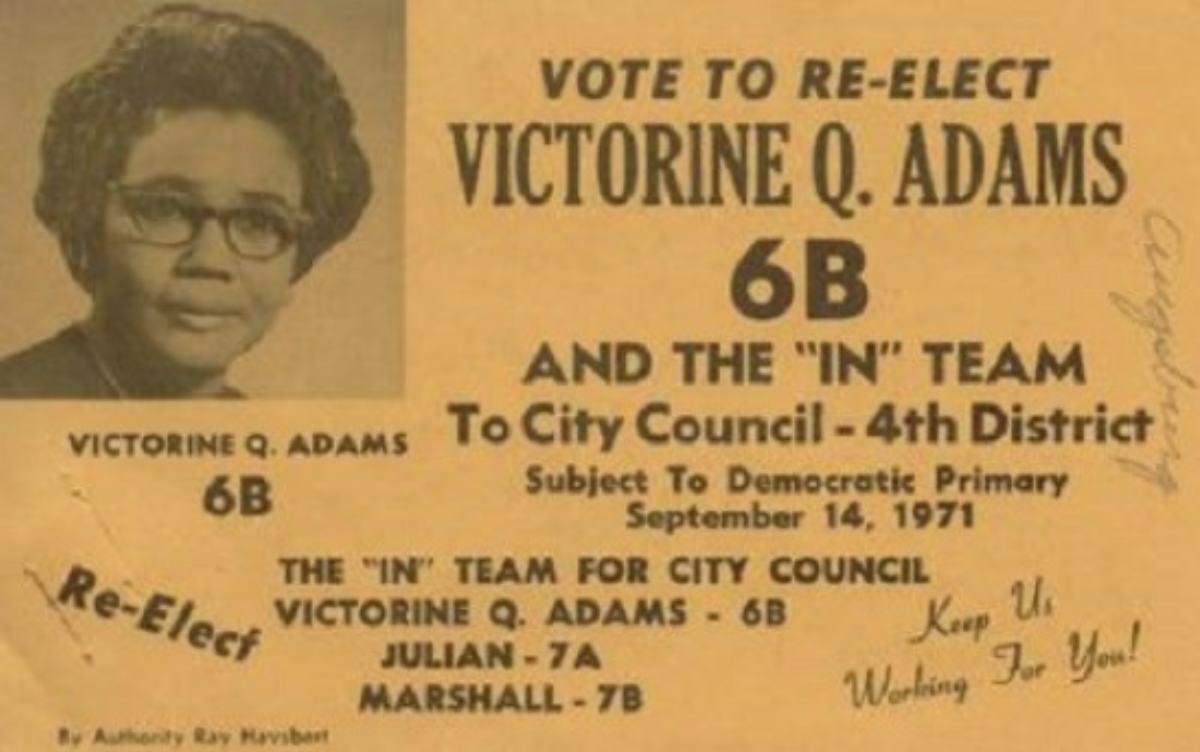 VOTE TO RE-ELECT
VICTORINE Q. ADAMS
6B
AND THE "IN" TEAM
To City Council - 4th District
Subject To Democratic Primary
September 14, 1971
VICTORINE Q. ADAMS
6B
Re-Elect
THE "IN" TEAM FOR CITY COUNCIL
VICTORINE Q. ADAMS - 6B
JULIAN - 7A
MARSHALL - 7B
Keep Us
Working For You!
By Authority Ray Haysbert